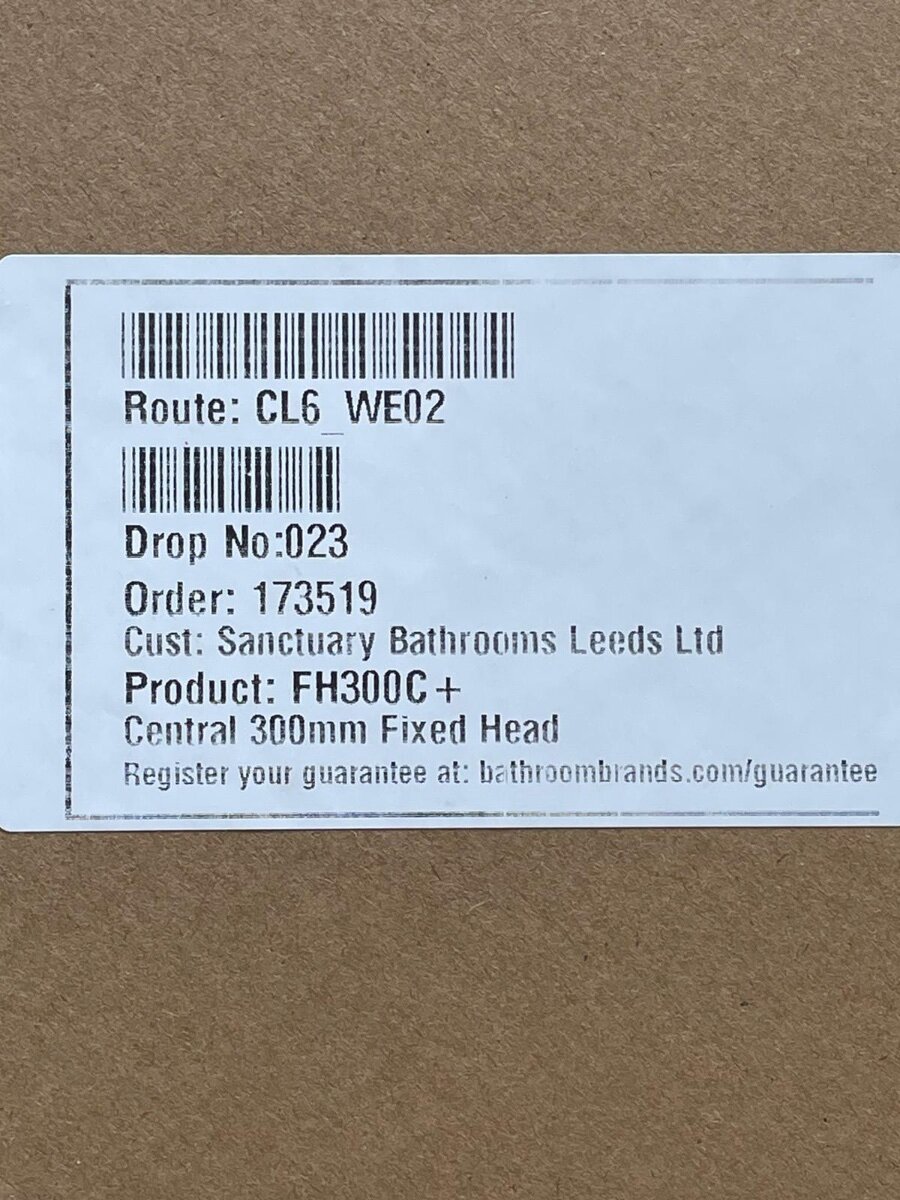 Route: CL6_WE02
Drop No:023
Order: 173519
Cust: Sanctuary Bathrooms Leeds Ltd
Product: FH300C+
Central 300mm Fixed Head
Register your guarantee at: bathroombrands.com/guarantee